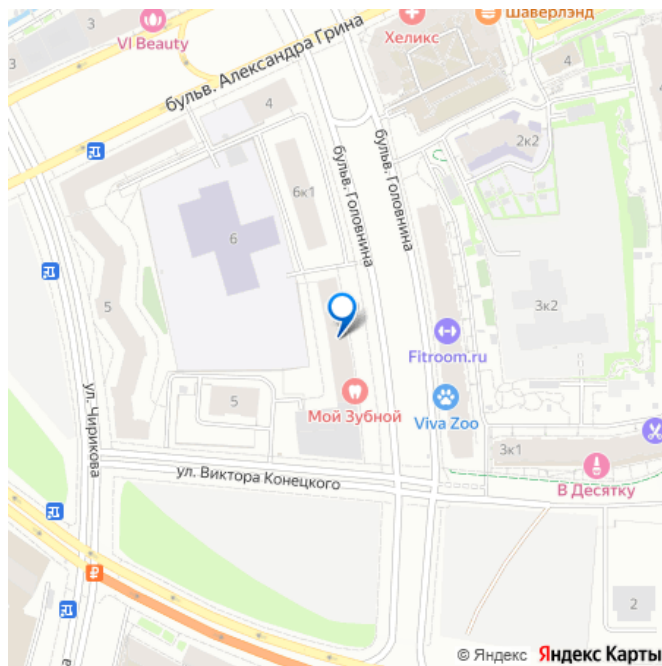 3
3
VI Beauty
Хеликс
Шаверлэнд
бульв. Александра Грина
4
4
2к2
бульв. Головнина
бульв. Головнина
6к1
6
5
3к2
Fitroom.ru
ул. Чирикова
5
Мой Зубной
Viva Zoo
3к1
ул. Виктора Конецкого
В Десятку
2
© Яндекс Яндекс Карты